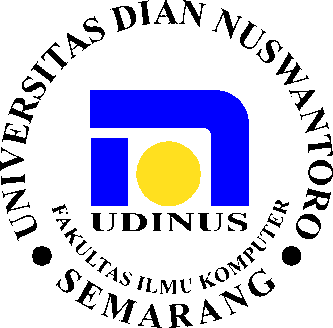 UNIVERSITAS DIAN NUSWANTORO
UDINUS
FAKULTAS ILMU KOMPUTER
SEMARANG